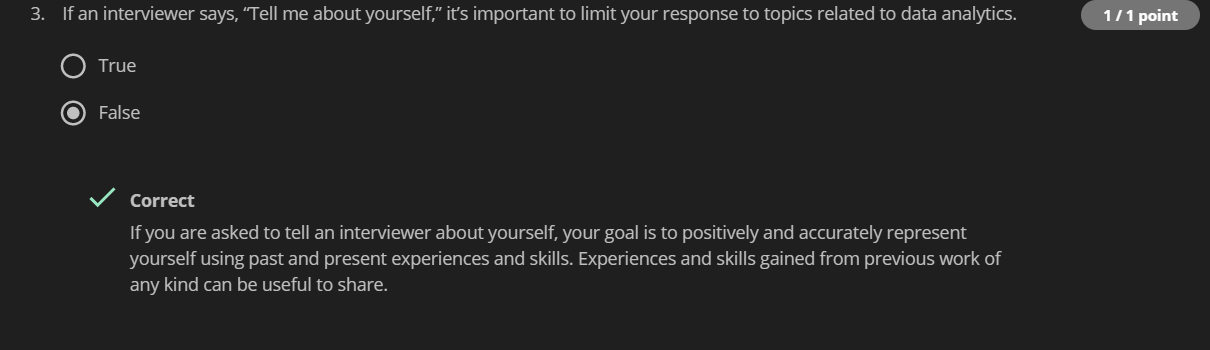 3. If an interviewer says, “Tell me about yourself,” it’s important to limit your response to topics related to data analytics.
1 / 1 point
True
False
Correct
If you are asked to tell an interviewer about yourself, your goal is to positively and accurately represent
yourself using past and present experiences and skills. Experiences and skills gained from previous work of
any kind can be useful to share.